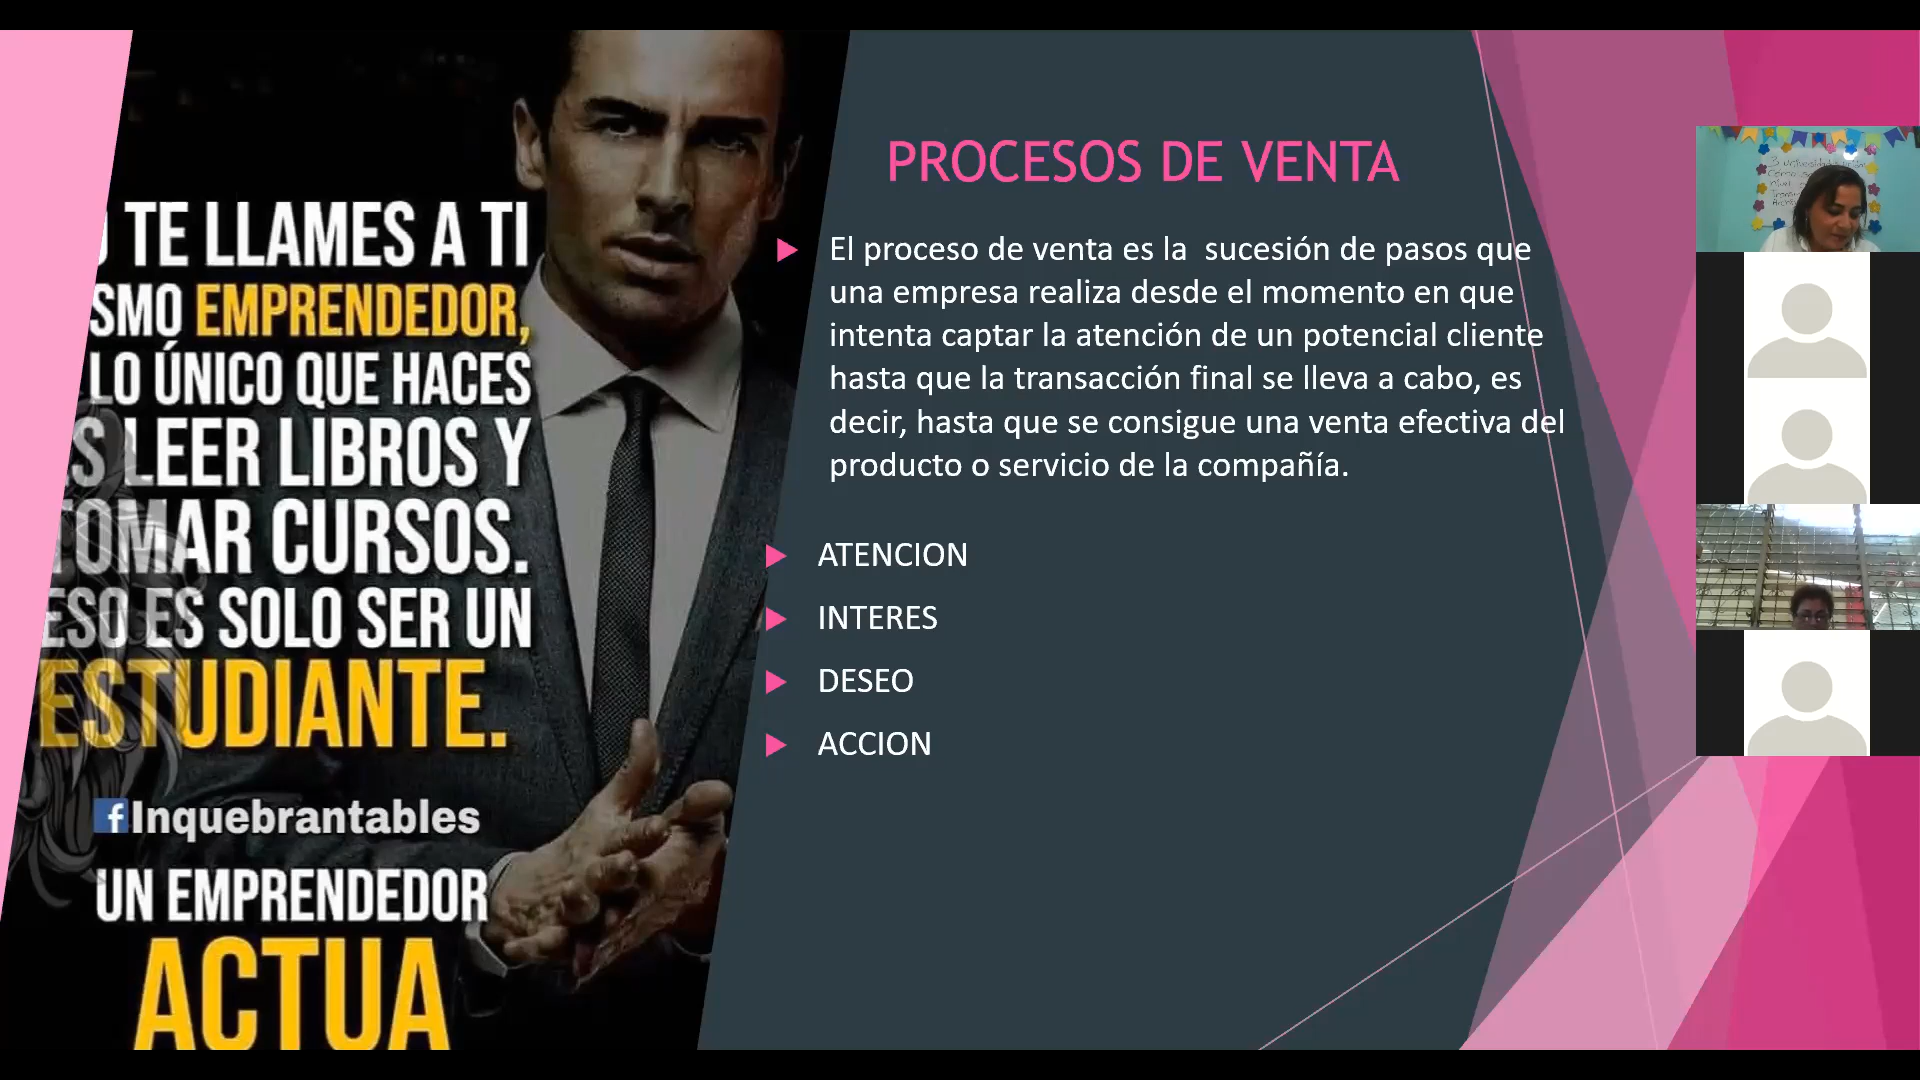 TE LLAMES A TI
SMO EMPRENDEDOR,
LO ÚNICO QUE HACES
ES LEER LIBROS Y
TOMAR CURSOS.
ESO ES SOLO SER UN
ESTUDIANTE.
Inquebrantables
UN EMPRENDEDOR
ACTUA
PROCESOS DE VENTA
El proceso de venta es la sucesión de pasos que
una empresa realiza desde el momento en que
intenta captar la atención de un potencial cliente
hasta que la transacción final se lleva a cabo, es
decir, hasta que se consigue una venta efectiva del
producto o servicio de la compañía.
ATENCION
INTERES
DESEO
ACCION